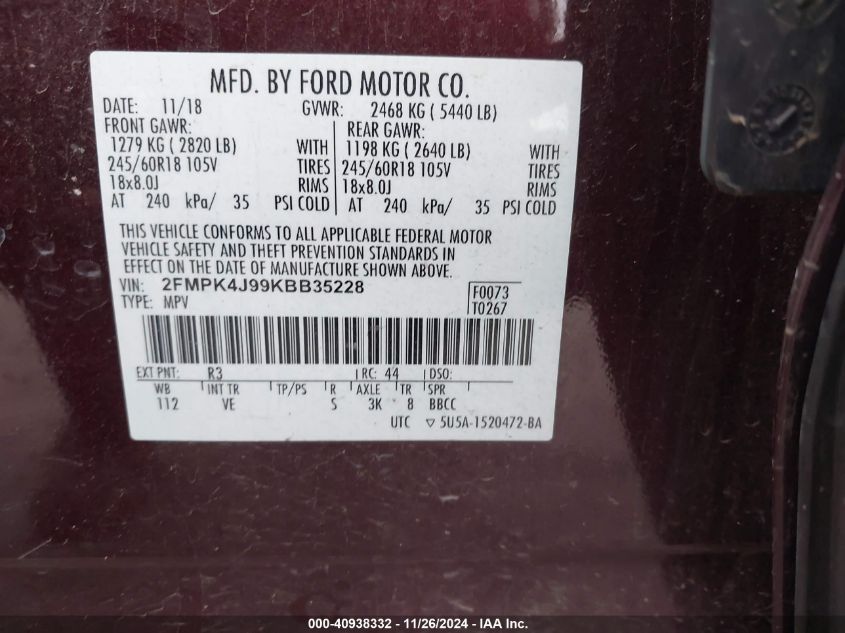 MFD. BY FORD MOTOR CO.
DATE: 11/18 GVWR: 2468 KG ( 5440 LB)
FRONT GAWR: REAR GAWR:
1279 KG ( 2820 LB) WITH 1198 KG ( 2640 LB) WITH
245/60R18 105V TIRES 245/60R18 105V TIRES
18x8.0J RIMS 18x8.0J RIMS
AT 240 kPa/ 35 PSI COLD AT 240 kPa/ 35 PSI COLD
THIS VEHICLE CONFORMS TO ALL APPLICABLE FEDERAL MOTOR
VEHICLE SAFETY AND THEFT PREVENTION STANDARDS IN
EFFECT ON THE DATE OF MANUFACTURE SHOWN ABOVE.
VIN: 2FMPK4J99KBB35228 F0073
TYPE: MPV T0267
EXT PNT: R3 RC: 44 DSO:
WB INT TR TP/PS R AXLE TR SPR
112 VE S 3K 8 BBCC
UTC ▽ 5U5A-1520472-BA
000-40938332 - 11/26/2024 - IAA Inc.